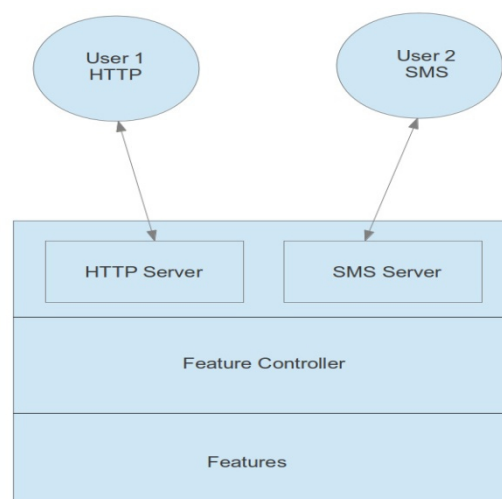 User 1
HTTP
User 2
SMS
HTTP Server
SMS Server
Feature Controller
Features